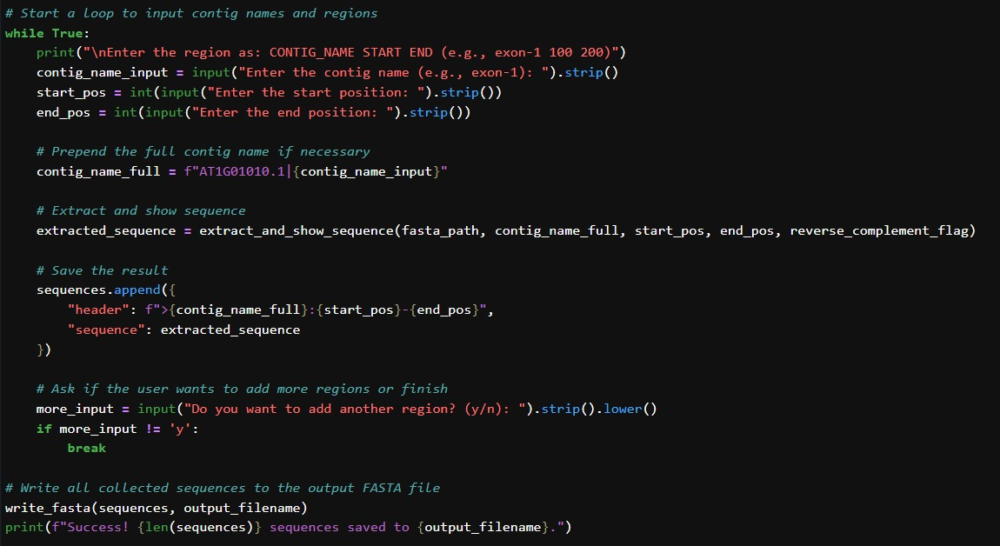 # Start a loop to input contig names and regions
while True:
    print("\nEnter the region as: CONTIG_NAME START END (e.g., exon-1 100 200)")
    contig_name_input = input("Enter the contig name (e.g., exon-1): ").strip()
    start_pos = int(input("Enter the start position: ").strip())
    end_pos = int(input("Enter the end position: ").strip())

    # Prepend the full contig name if necessary
    contig_name_full = f"AT1G01010.1|{contig_name_input}"

    # Extract and show sequence
    extracted_sequence = extract_and_show_sequence(fasta_path, contig_name_full, start_pos, end_pos, reverse_complement_flag)

    # Save the result
    sequences.append({
        "header": f">{contig_name_full}:{start_pos}-{end_pos}",
        "sequence": extracted_sequence
    })

    # Ask if the user wants to add more regions or finish
    more_input = input("Do you want to add another region? (y/n): ").strip().lower()
    if more_input != 'y':
        break

# Write all collected sequences to the output FASTA file
write_fasta(sequences, output_filename)
print(f"Success! {len(sequences)} sequences saved to {output_filename}.")